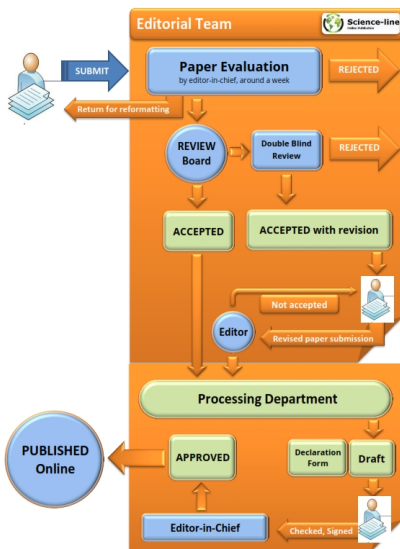 Editorial Team
Science-line
Online Publication
SUBMIT
Paper Evaluation
by editor-in-chief, around a week
REJECTED
Return for reformatting
REVIEW
Board
Double Blind
Review
REJECTED
ACCEPTED
ACCEPTED with revision
Not accepted
Editor
Revised paper submission
Processing Department
PUBLISHED
Online
APPROVED
Declaration
Form
Draft
Editor-in-Chief
Checked, Signed